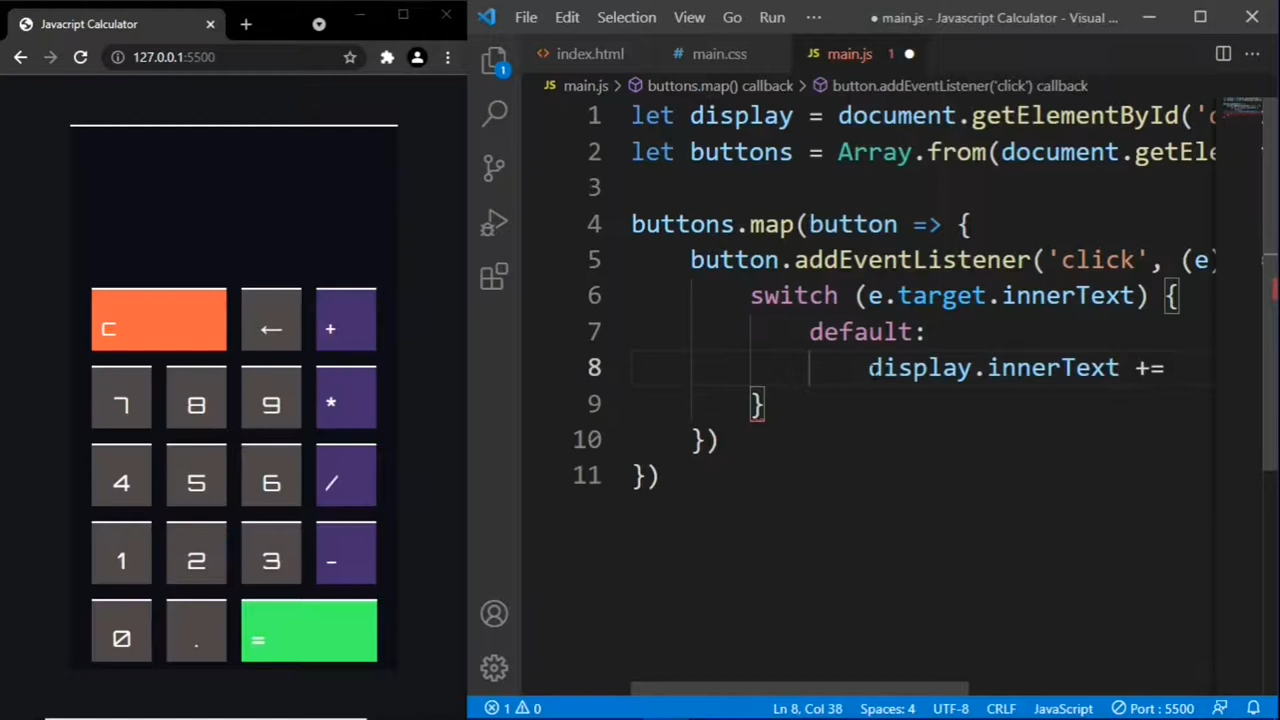 Javascript Calculator
127.0.0.1:5500
C ← +
7 8 9 *
4 5 6 /
1 2 3 -
0 . =
File Edit Selection View Go Run ··· ● main.js - Javascript Calculator - Visual ...
index.html main.css JS main.js 1
1
JS main.js > buttons.map() callback > button.addEventListener('click') callback
1 let display = document.getElementById('
2 let buttons = Array.from(document.getEle
3
4 buttons.map(button => {
5 button.addEventListener('click', (e)
6 switch (e.target.innerText) {
7 default:
8 display.innerText +=
9 }
10 })
11 })
1 0 Ln 8, Col 38 Spaces: 4 UTF-8 CRLF JavaScript Port : 5500